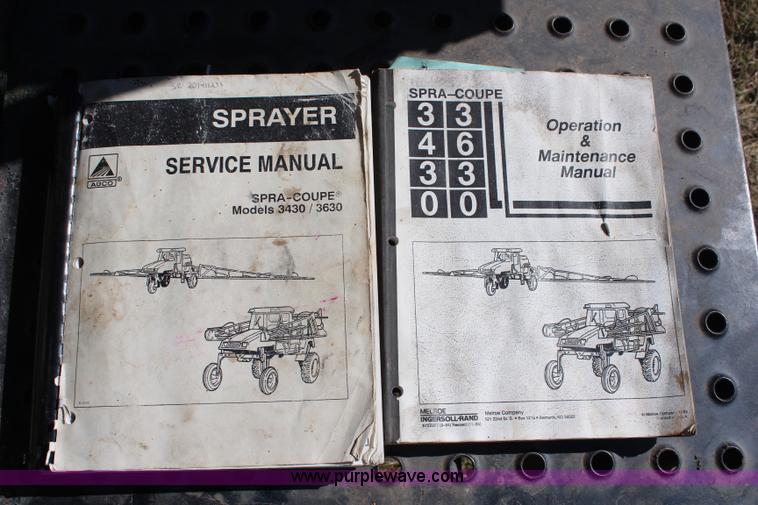 SPRAYER
SERVICE MANUAL
AGCO®
SPRA-COUPE®
Models 3430 / 3630
SPRA-COUPE
3 3
4 6
3 3
0 0
Operation
&
Maintenance
Manual
MELROE
INGERSOLL-RAND
Melroe Company
www.purplewave.com